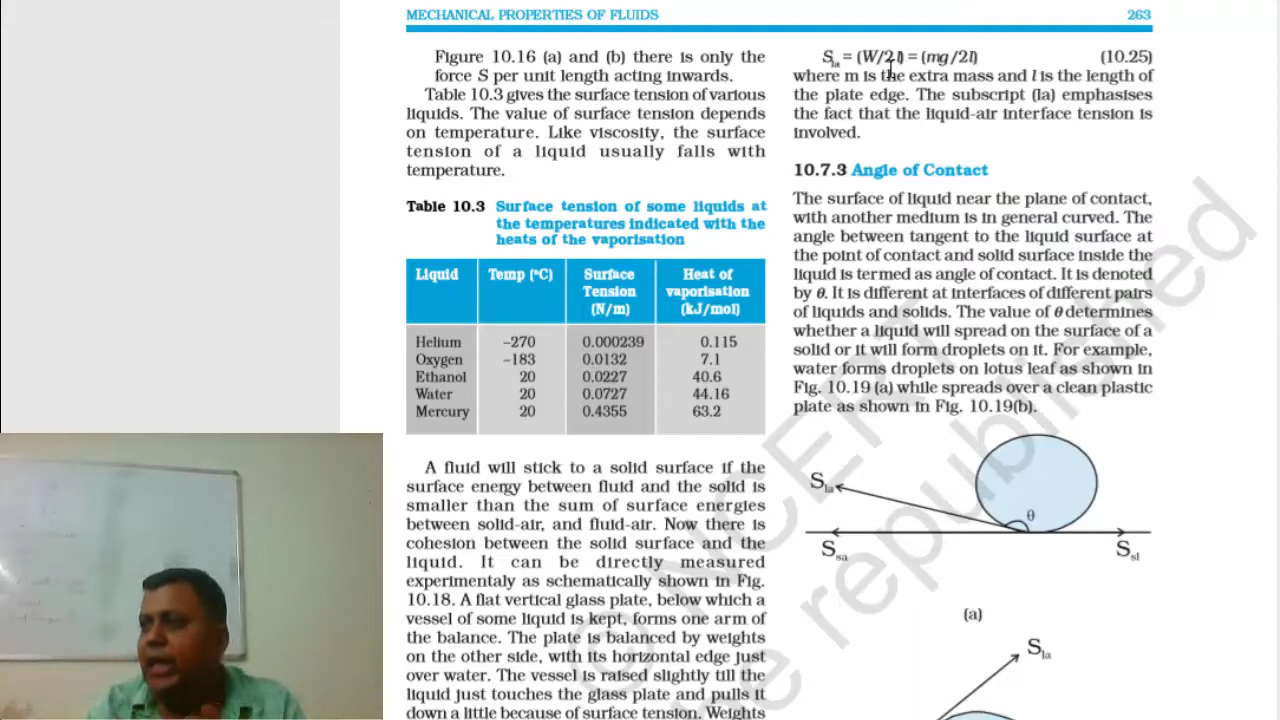 MECHANICAL PROPERTIES OF FLUIDS
263
Figure 10.16 (a) and (b) there is only the
force S per unit length acting inwards.
Table 10.3 gives the surface tension of various
liquids. The value of surface tension depends
on temperature. Like viscosity, the surface
tension of a liquid usually falls with
temperature.
Table 10.3 Surface tension of some liquids at
the temperatures indicated with the
heats of the vaporisation
Liquid Temp (°C) Surface Tension (N/m) Heat of vaporisation (kJ/mol)
Helium –270 0.000239 0.115
Oxygen –183 0.0132 7.1
Ethanol 20 0.0227 40.6
Water 20 0.0727 44.16
Mercury 20 0.4355 63.2
A fluid will stick to a solid surface if the
surface energy between fluid and the solid is
smaller than the sum of surface energies
between solid-air, and fluid-air. Now there is
cohesion between the solid surface and the
liquid. It can be directly measured
experimentaly as schematically shown in Fig.
10.18. A flat vertical glass plate, below which a
vessel of some liquid is kept, forms one arm of
the balance. The plate is balanced by weights
on the other side, with its horizontal edge just
over water. The vessel is raised slightly till the
liquid just touches the glass plate and pulls it
down a little because of surface tension. Weights
S_la = (W/2l) = (mg/2l) (10.25)
where m is the extra mass and l is the length of
the plate edge. The subscript (la) emphasises
the fact that the liquid-air interface tension is
involved.
10.7.3 Angle of Contact
The surface of liquid near the plane of contact,
with another medium is in general curved. The
angle between tangent to the liquid surface at
the point of contact and solid surface inside the
liquid is termed as angle of contact. It is denoted
by θ. It is different at interfaces of different pairs
of liquids and solids. The value of θ determines
whether a liquid will spread on the surface of a
solid or it will form droplets on it. For example,
water forms droplets on lotus leaf as shown in
Fig. 10.19 (a) while spreads over a clean plastic
plate as shown in Fig. 10.19(b).
S_la
θ
S_sa
S_sl
(a)
S_la
© NCERT
be republished